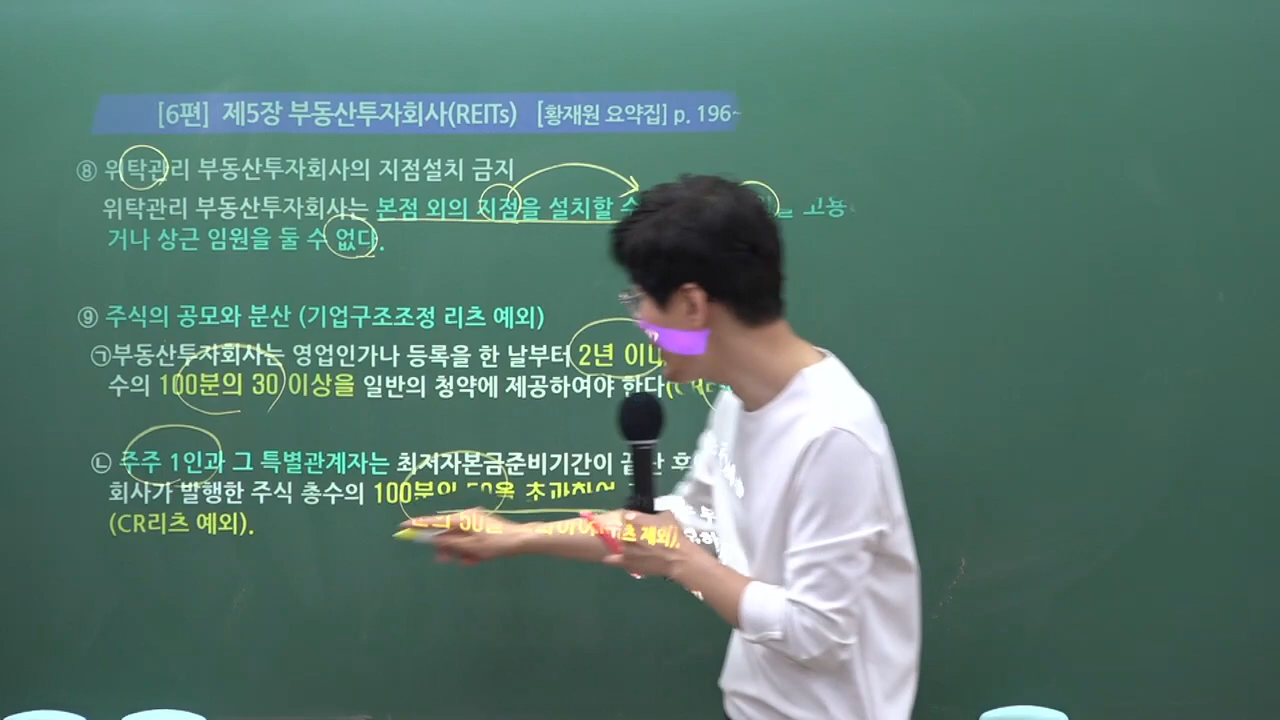 [6편] 제5장 부동산투자회사(REITs) [황재원 요약집] p. 196~
⑧ 위탁관리 부동산투자회사의 지점설치 금지
위탁관리 부동산투자회사는 본점 외의 지점을 설치할 수 고용
거나 상근 임원을 둘 수 없다.
⑨ 주식의 공모와 분산 (기업구조조정 리츠 예외)
㉠부동산투자회사는 영업인가나 등록을 한 날부터 2년
수의 100분의 30 이상을 일반의 청약에 제공하여야 한다
㉡ 주주 1인과 그 특별관계자는 최저자본금준비기간이 후
회사가 발행한 주식 총수의 100분의 50을 초과하여
(CR리츠 예외).